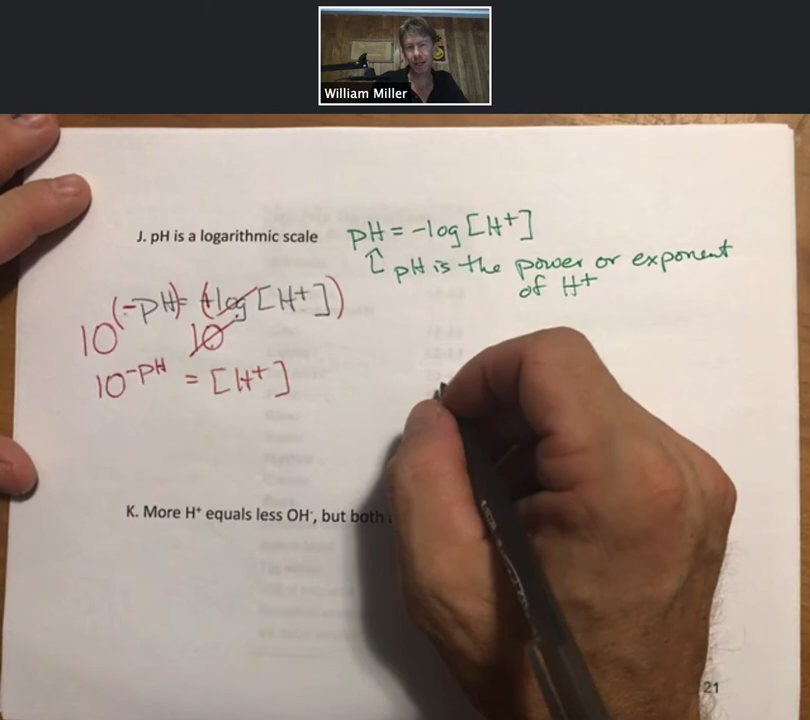 William Miller
J. pH is a logarithmic scale
pH = -log [H+]
pH is the power or exponent
of H+
10(-pH) = (+log [H+])
10
10-pH = [H+]
K. More H+ equals less OH-, but both
21